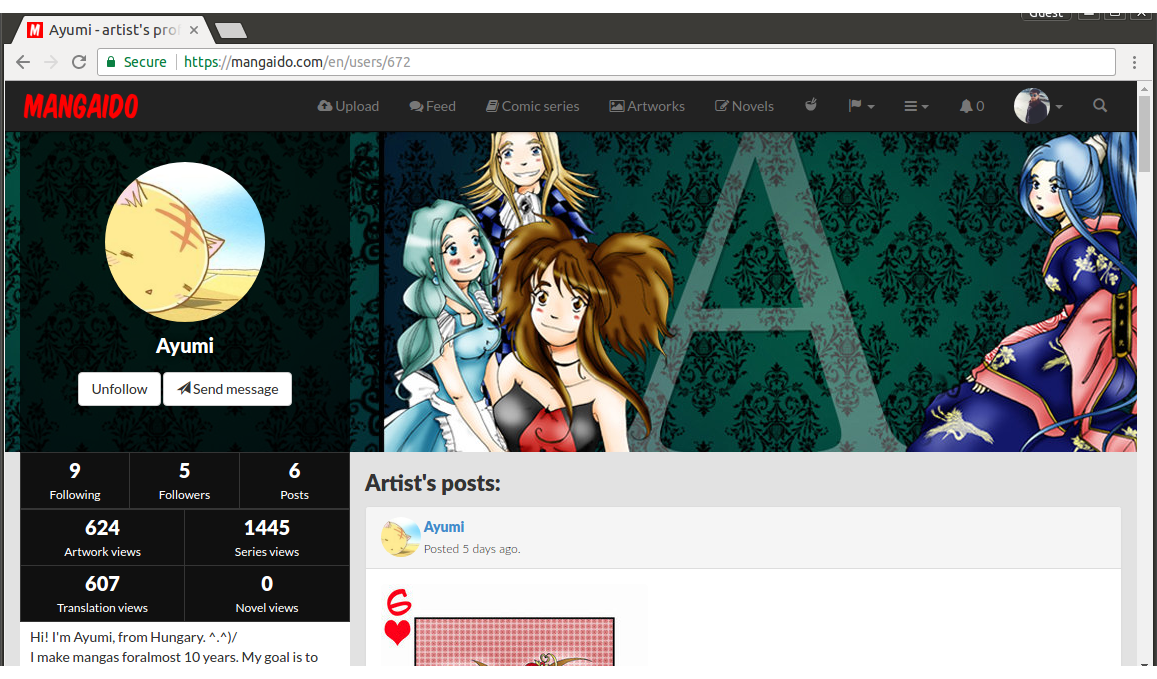 Guest
Ayumi - artist's pro
Secure https://mangaido.com/en/users/672
MANGAIDO Upload Feed Comic series Artworks Novels 0
A
Ayumi
Unfollow Send message
9 5 6
Following Followers Posts
624 1445
Artwork views Series views
607 0
Translation views Novel views
Hi! I'm Ayumi, from Hungary. ^.^)/
I make mangas foralmost 10 years. My goal is to
Artist's posts:
Ayumi
Posted 5 days ago.
6